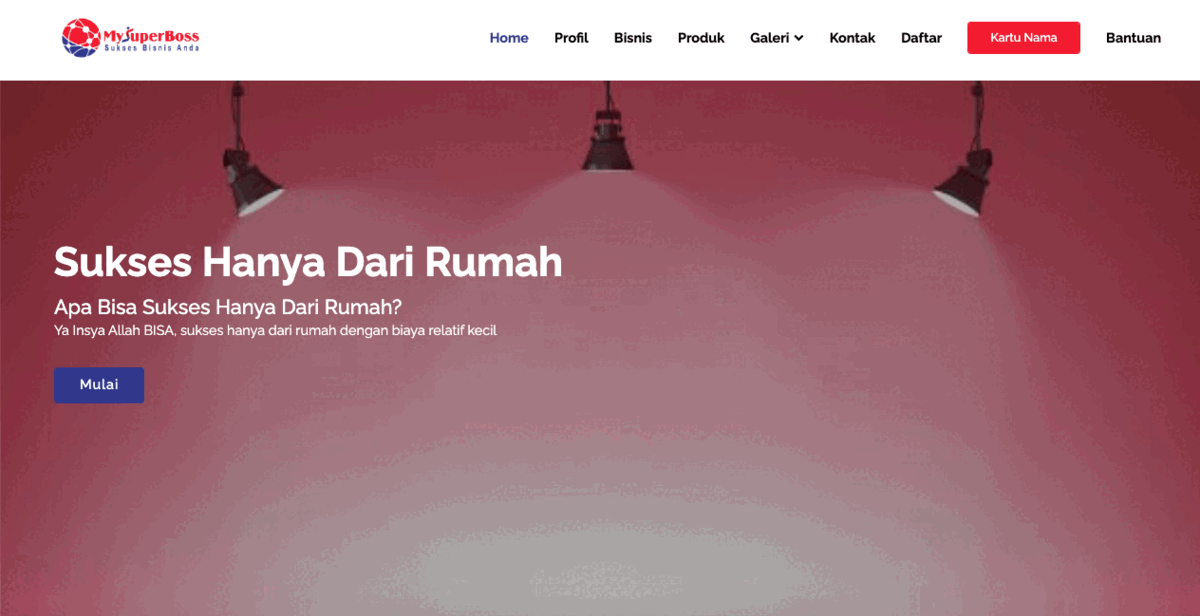 MySuperBoss
Sukses Bisnis Anda
Home
Profil
Bisnis
Produk
Galeri
Kontak
Daftar
Kartu Nama
Bantuan
Sukses Hanya Dari Rumah
Apa Bisa Sukses Hanya Dari Rumah?
Ya Insya Allah BISA, sukses hanya dari rumah dengan biaya relatif kecil
Mulai